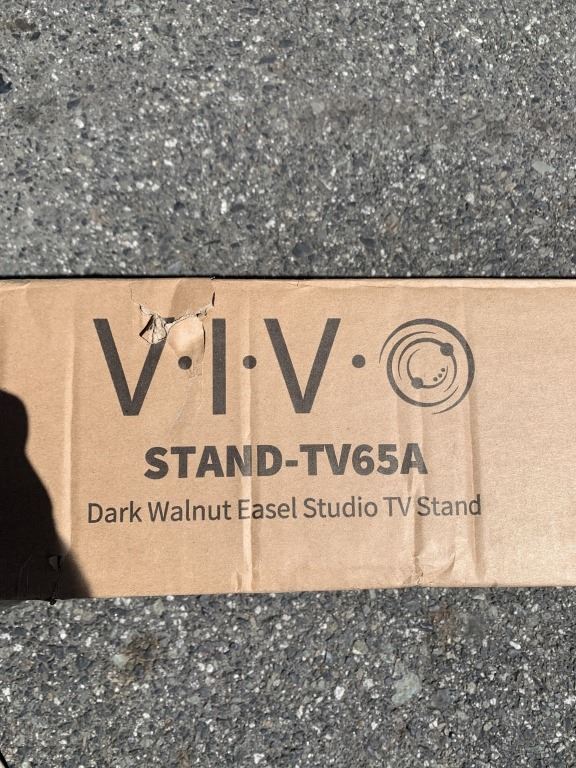 V·I·V·O
STAND-TV65A
Dark Walnut Easel Studio TV Stand